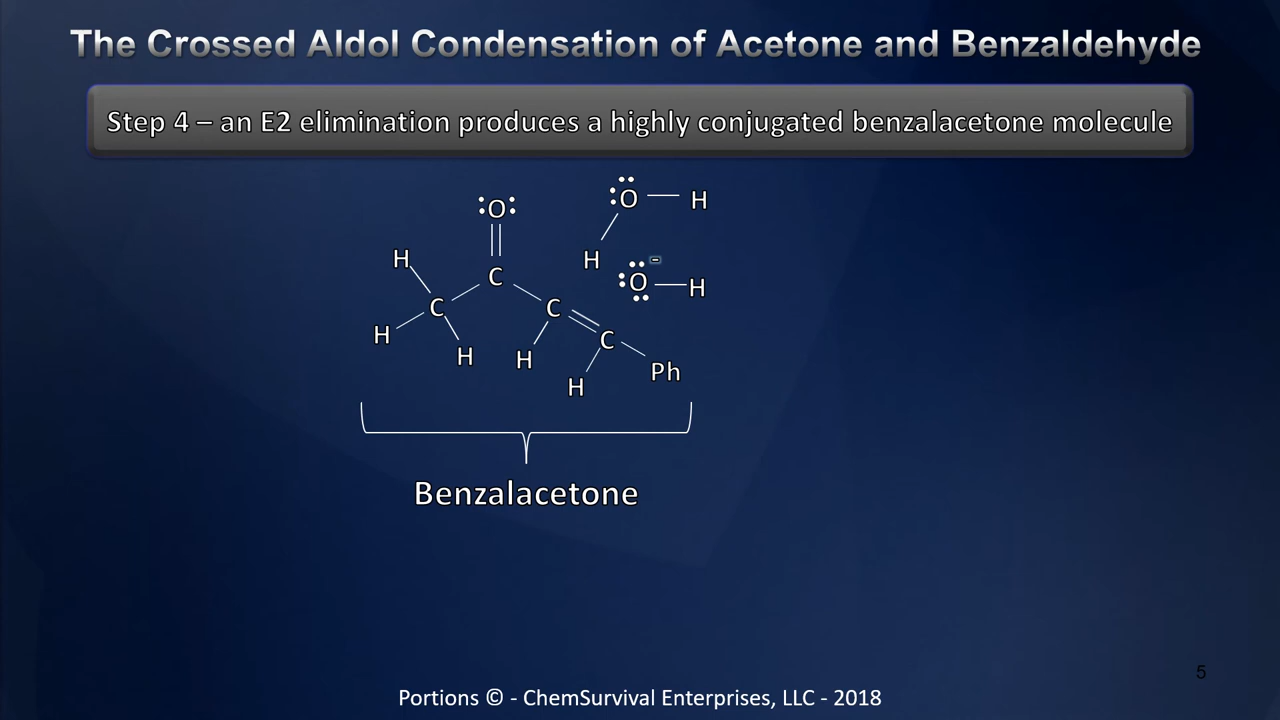 The Crossed Aldol Condensation of Acetone and Benzaldehyde
Step 4 – an E2 elimination produces a highly conjugated benzalacetone molecule
O H
O
H H
C O - H
H
C C
H C
H H Ph
H
Benzalacetone
5
Portions © - ChemSurvival Enterprises, LLC - 2018